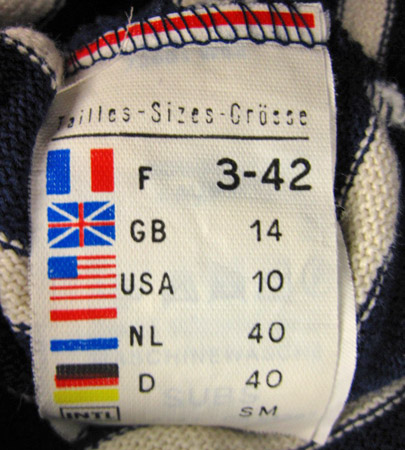 Tailles-Sizes-Grösse
F 3-42
GB 14
USA 10
NL 40
D 40
INTL SM